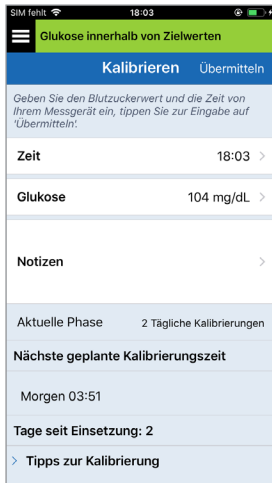 SIM fehlt 18:03
Glukose innerhalb von Zielwerten
Kalibrieren Übermitteln
Geben Sie den Blutzuckerwert und die Zeit von
Ihrem Messgerät ein, tippen Sie zur Eingabe auf
'Übermitteln'.
Zeit 18:03
Glukose 104 mg/dL
Notizen
Aktuelle Phase 2 Tägliche Kalibrierungen
Nächste geplante Kalibrierungszeit
Morgen 03:51
Tage seit Einsetzung: 2
Tipps zur Kalibrierung